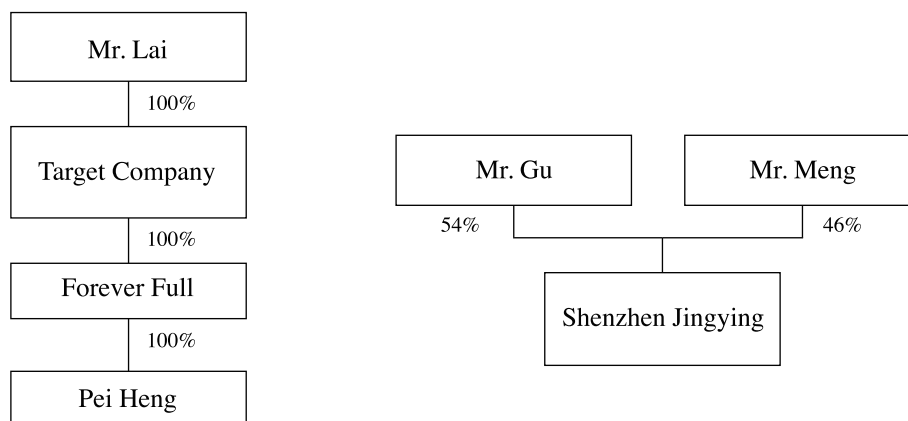 Mr. Lai
100%
Target Company
100%
Forever Full
100%
Pei Heng
Mr. Gu
Mr. Meng
54%
46%
Shenzhen Jingying